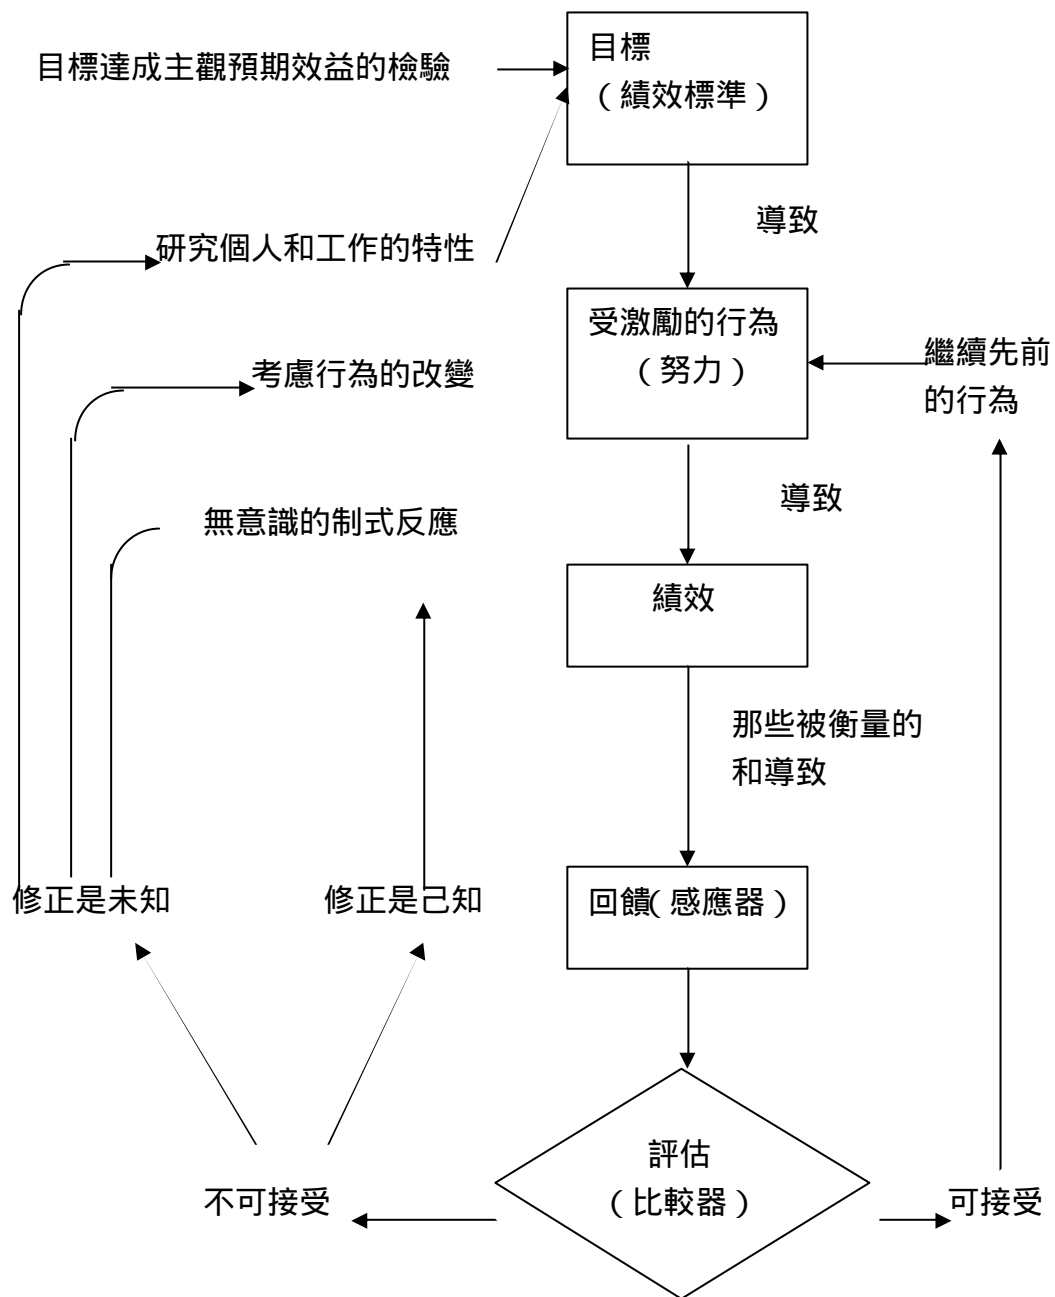 目標達成主觀預期效益的檢驗
目標
（績效標準）
導致
研究個人和工作的特性
受激勵的行為
（努力）
繼續先前
的行為
考慮行為的改變
導致
無意識的制式反應
績效
那些被衡量的
和導致
修正是未知
修正是己知
回饋（感應器）
評估
（比較器）
不可接受
可接受